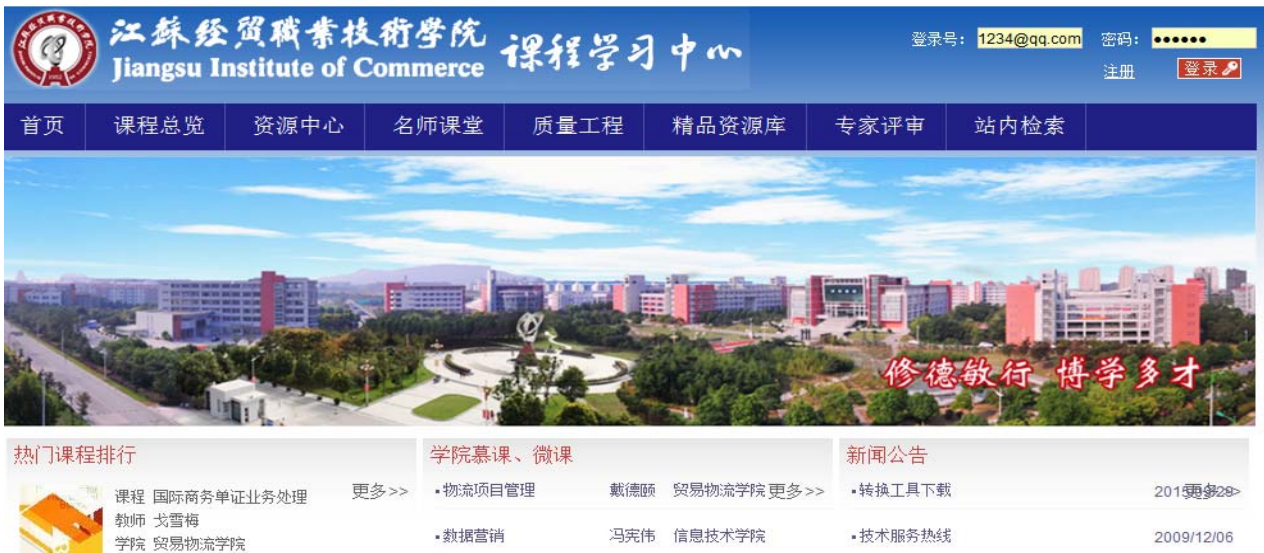 江蘇经贸職業技術學院
Jiangsu Institute of Commerce
课程学习中心
登录号： 1234@qq.com 密码： ••••••
注册 登录
首页 课程总览 资源中心 名师课堂 质量工程 精品资源库 专家评审 站内检索
修德敏行 博学多才
热门课程排行
更多>>
课程 国际商务单证业务处理
教师 戈雪梅
学院 贸易物流学院
学院慕课、微课
▪物流项目管理 戴德颐 贸易物流学院 更多>>
▪数据营销 冯宪伟 信息技术学院
新闻公告
▪转换工具下载 更多>>
▪技术服务热线 2009/12/06